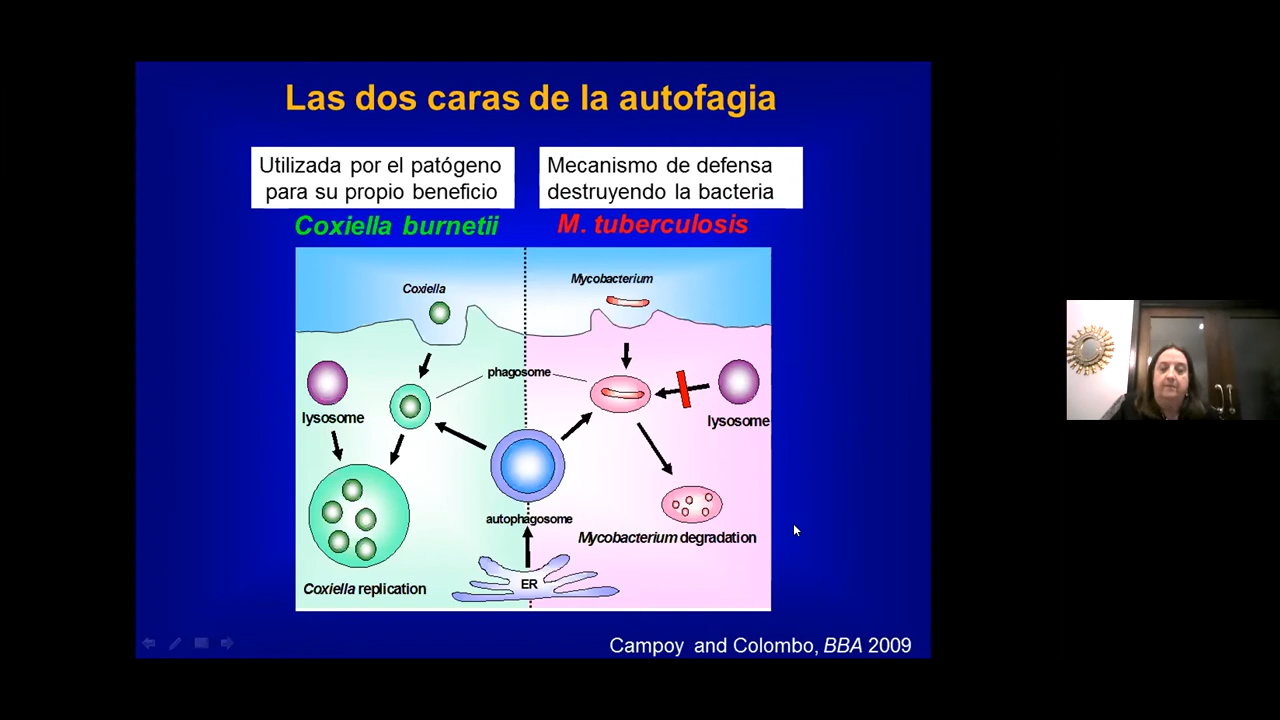 Las dos caras de la autofagia
Utilizada por el patógeno
para su propio beneficio
Mecanismo de defensa
destruyendo la bacteria
Coxiella burnetii
M. tuberculosis
Coxiella
Mycobacterium
phagosome
lysosome
lysosome
autophagosome
Mycobacterium degradation
ER
Coxiella replication
Campoy and Colombo, BBA 2009